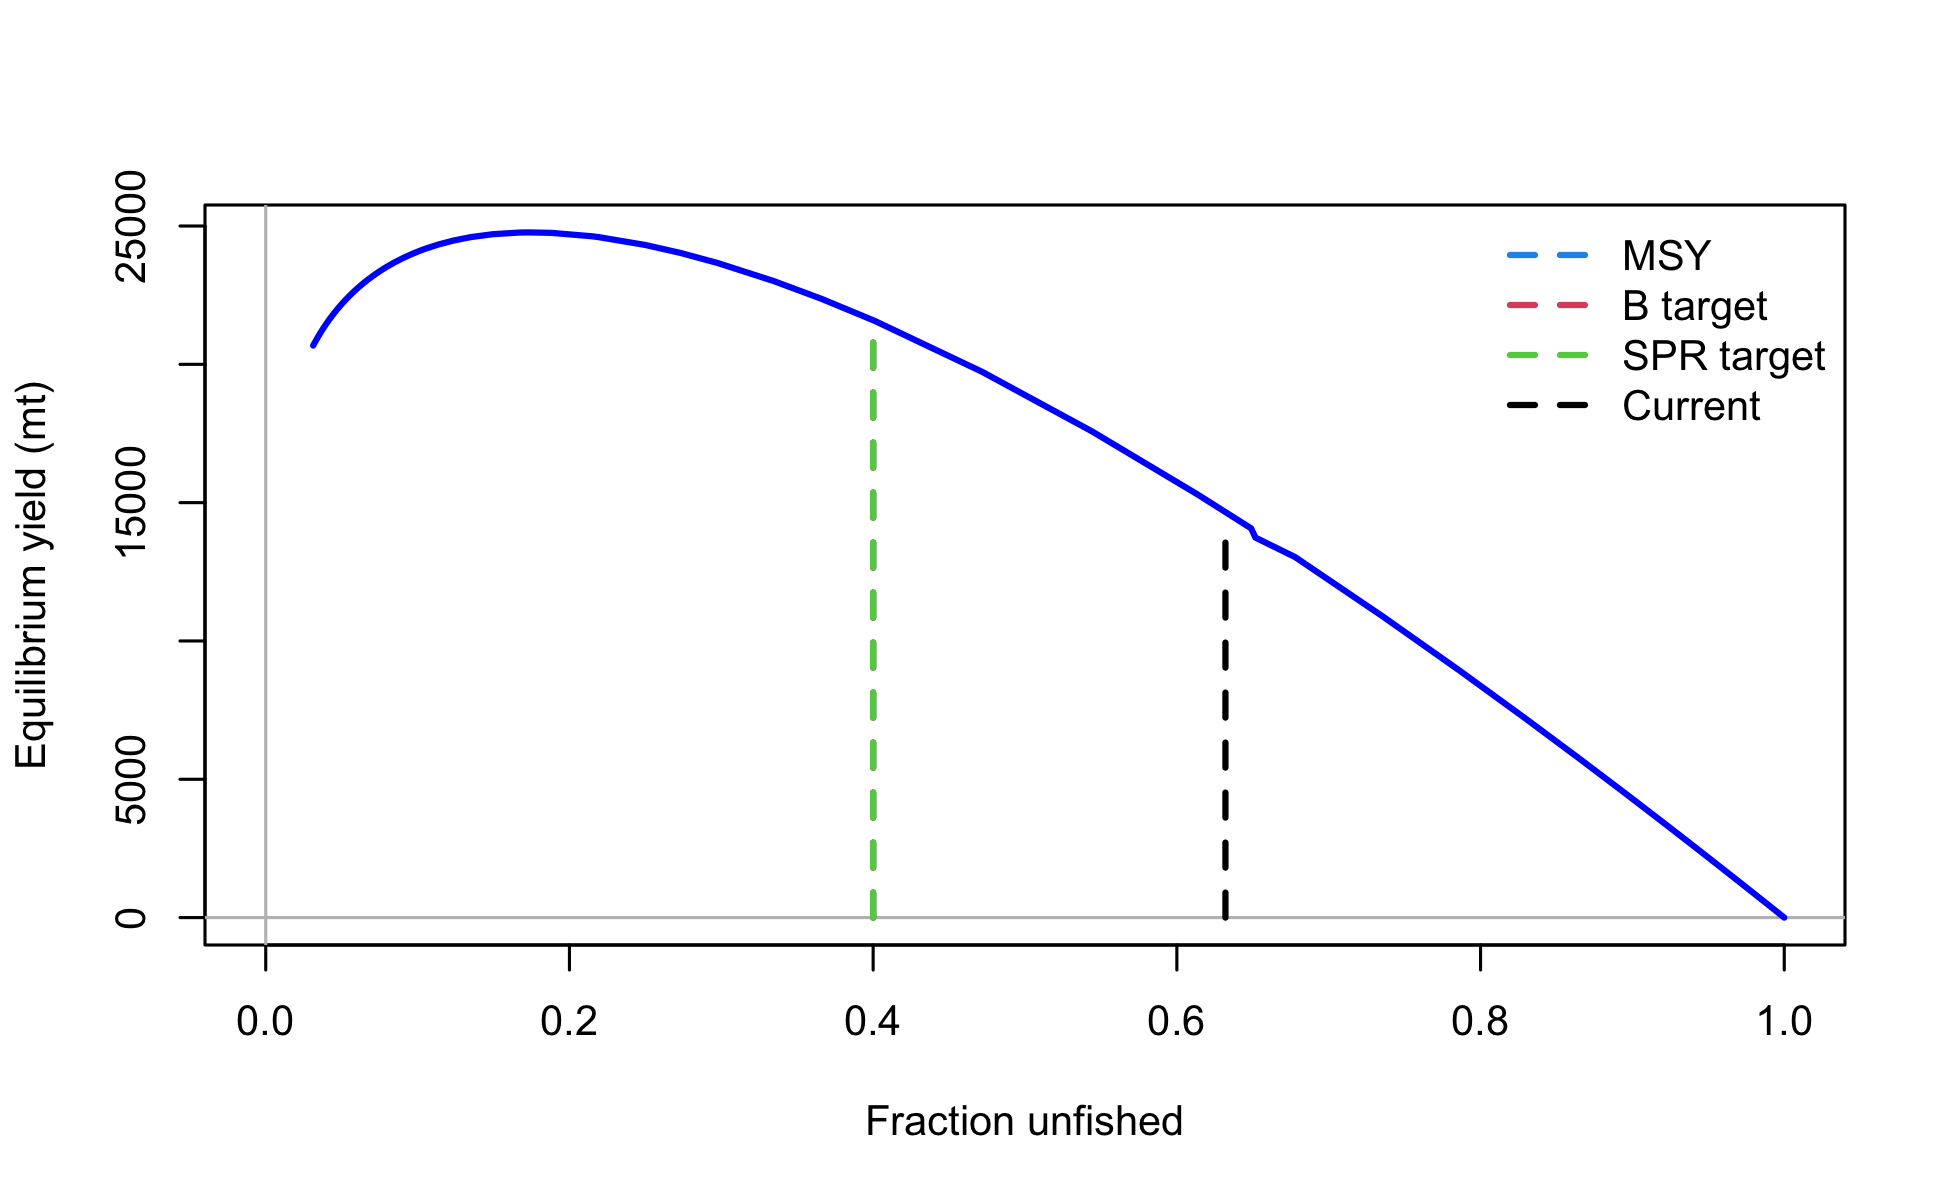 25000
15000
5000
0
Equilibrium yield (mt)
MSY
B target
SPR target
Current
0.0 0.2 0.4 0.6 0.8 1.0
Fraction unfished